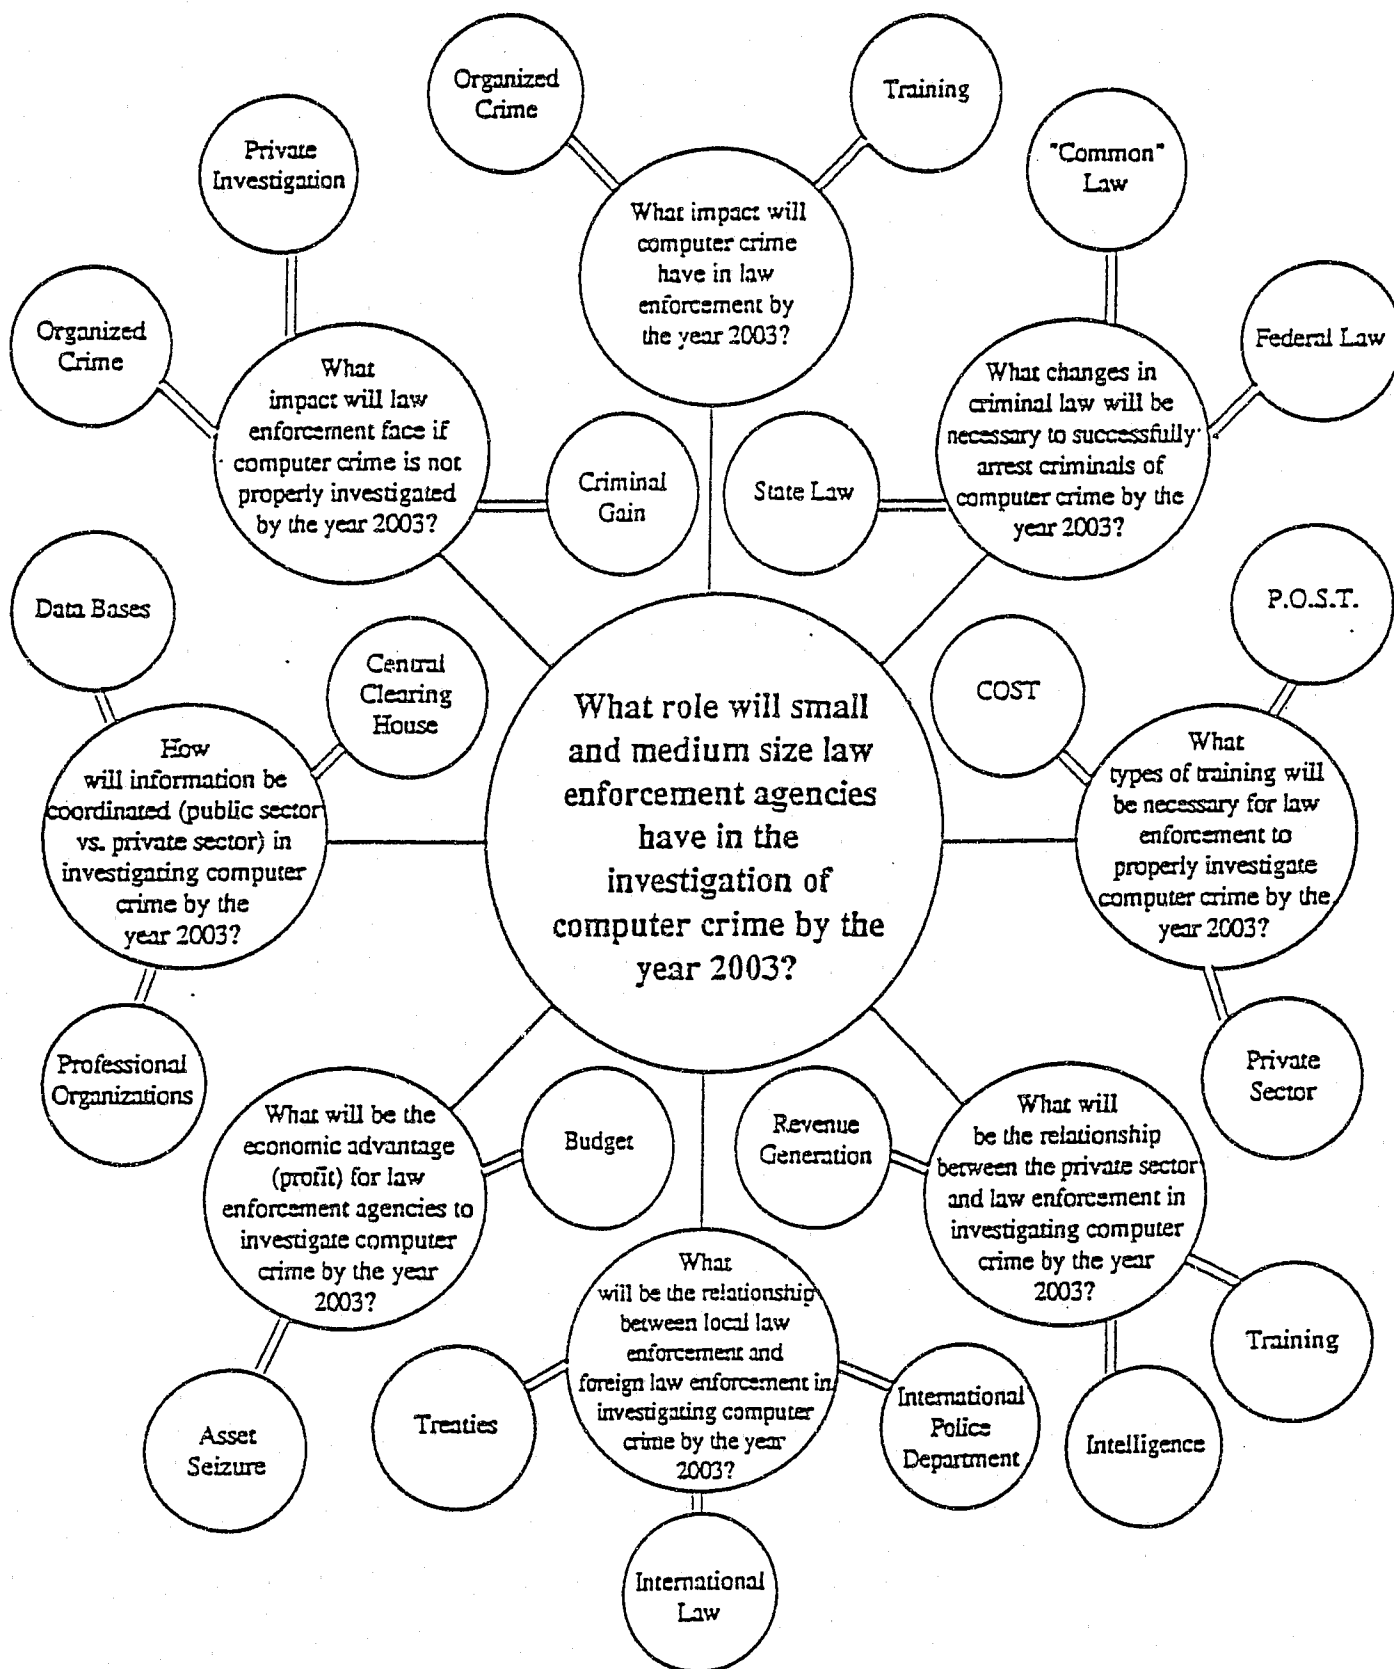 Organized
Crime
Training
Private
Investigation
"Common"
Law
What impact will
computer crime
have in law
enforcement by
the year 2003?
Organized
Crime
Federal Law
What
impact will law
enforcement face if
computer crime is not
properly investigated
by the year 2003?
What changes in
criminal law will be
necessary to successfully
arrest criminals of
computer crime by the
year 2003?
Criminal
Gain
State Law
Data Bases
P.O.S.T.
Central
Clearing
House
COST
What role will small
and medium size law
enforcement agencies
have in the
investigation of
computer crime by the
year 2003?
How
will information be
coordinated (public sector
vs. private sector) in
investigating computer
crime by the
year 2003?
What
types of training will
be necessary for law
enforcement to
properly investigate
computer crime by the
year 2003?
Professional
Organizations
Private
Sector
What will be the
economic advantage
(profit) for law
enforcement agencies to
investigate computer
crime by the year
2003?
Budget
Revenue
Generation
What will
be the relationship
between the private sector
and law enforcement in
investigating computer
crime by the year
2003?
What
will be the relationship
between local law
enforcement and
foreign law enforcement in
investigating computer
crime by the year
2003?
Training
Asset
Seizure
Treaties
International
Police
Department
Intelligence
International
Law